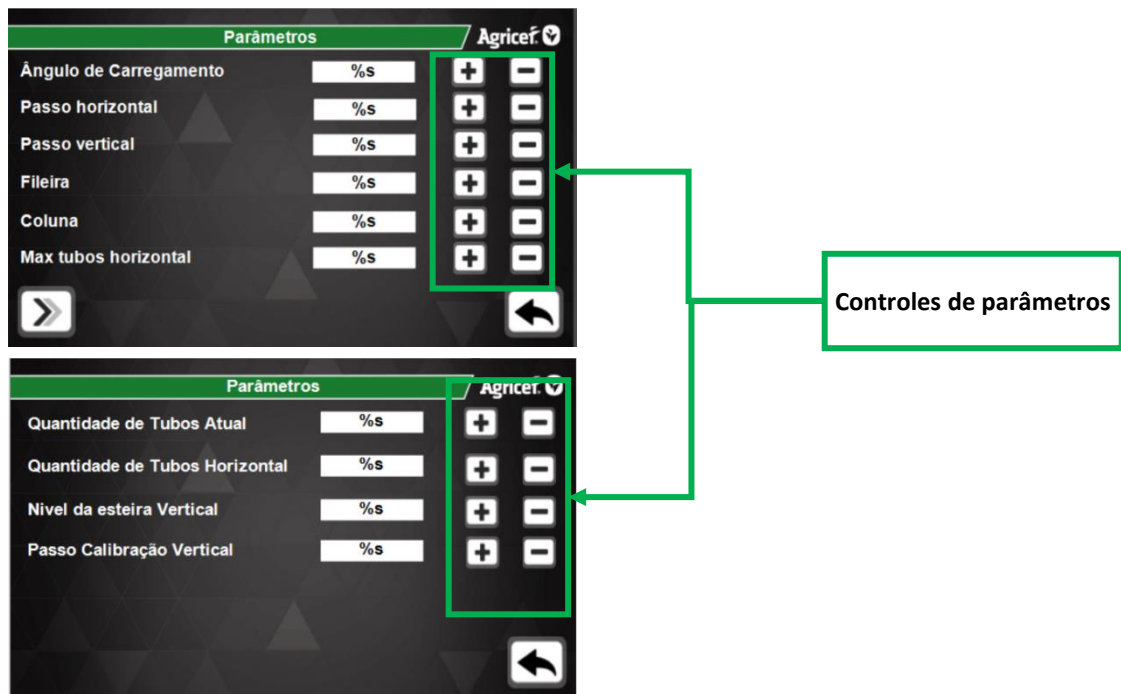 Parâmetros
Agricef
Ângulo de Carregamento %s + -
Passo horizontal %s + -
Passo vertical %s + -
Fileira %s + -
Coluna %s + -
Max tubos horizontal %s + -
Controles de parâmetros
Parâmetros
Agricef
Quantidade de Tubos Atual %s + -
Quantidade de Tubos Horizontal %s + -
Nivel da esteira Vertical %s + -
Passo Calibração Vertical %s + -